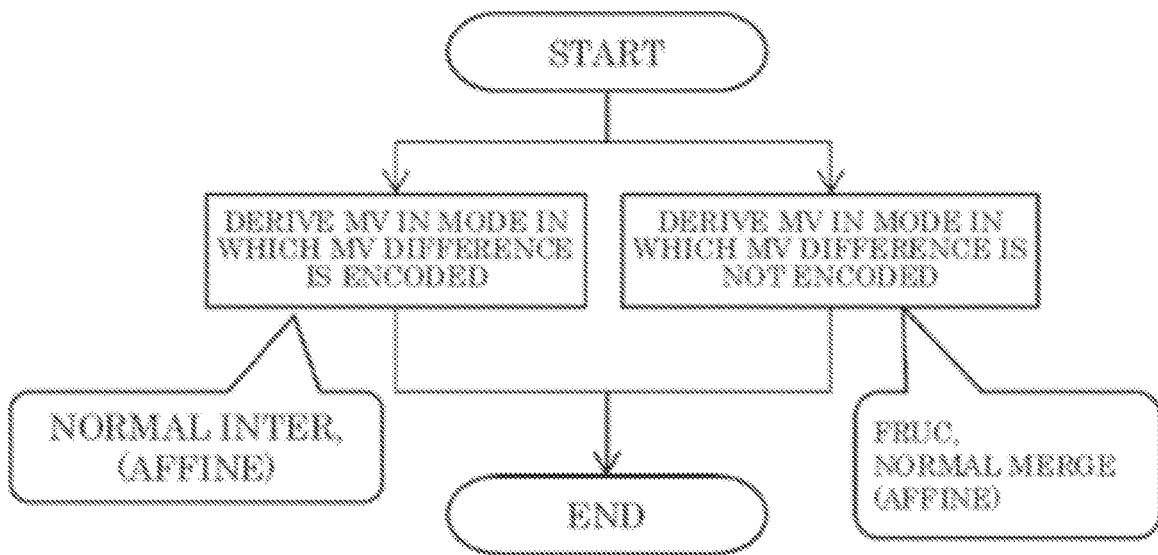 START
DERIVE MV IN MODE IN
WHICH MV DIFFERENCE
IS ENCODED
DERIVE MV IN MODE IN
WHICH MV DIFFERENCE IS
NOT ENCODED
NORMAL INTER,
(AFFINE)
FRUC,
NORMAL MERGE
(AFFINE)
END